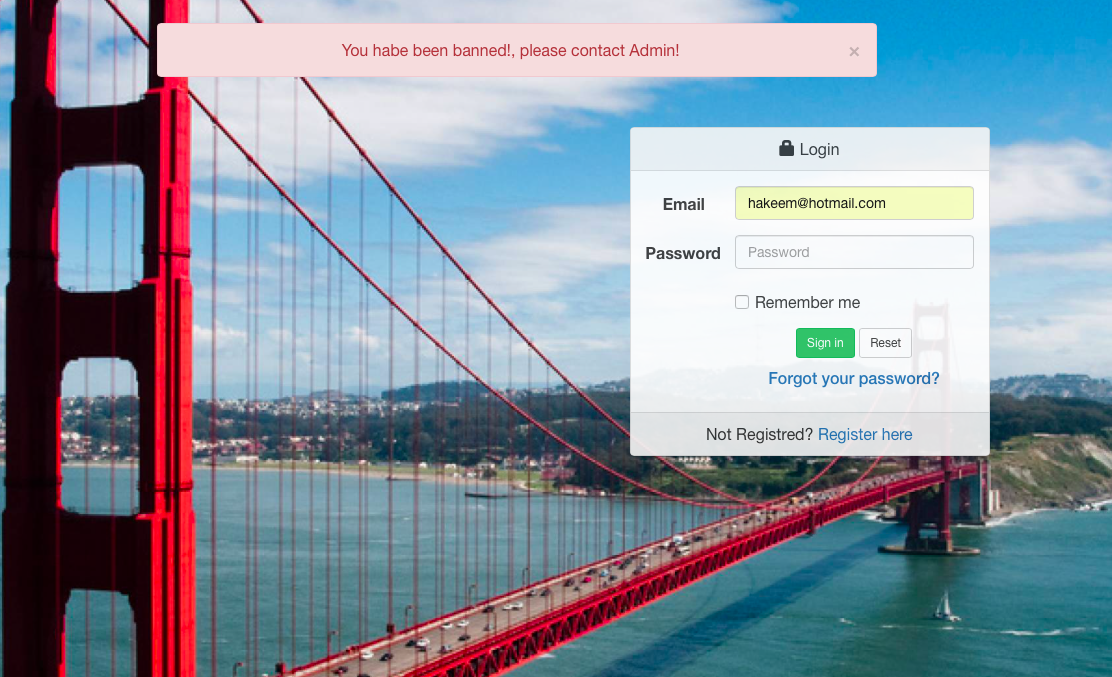 You habe been banned!, please contact Admin! ×
Login
Email hakeem@hotmail.com
Password Password
Remember me
Sign in Reset
Forgot your password?
Not Registred? Register here